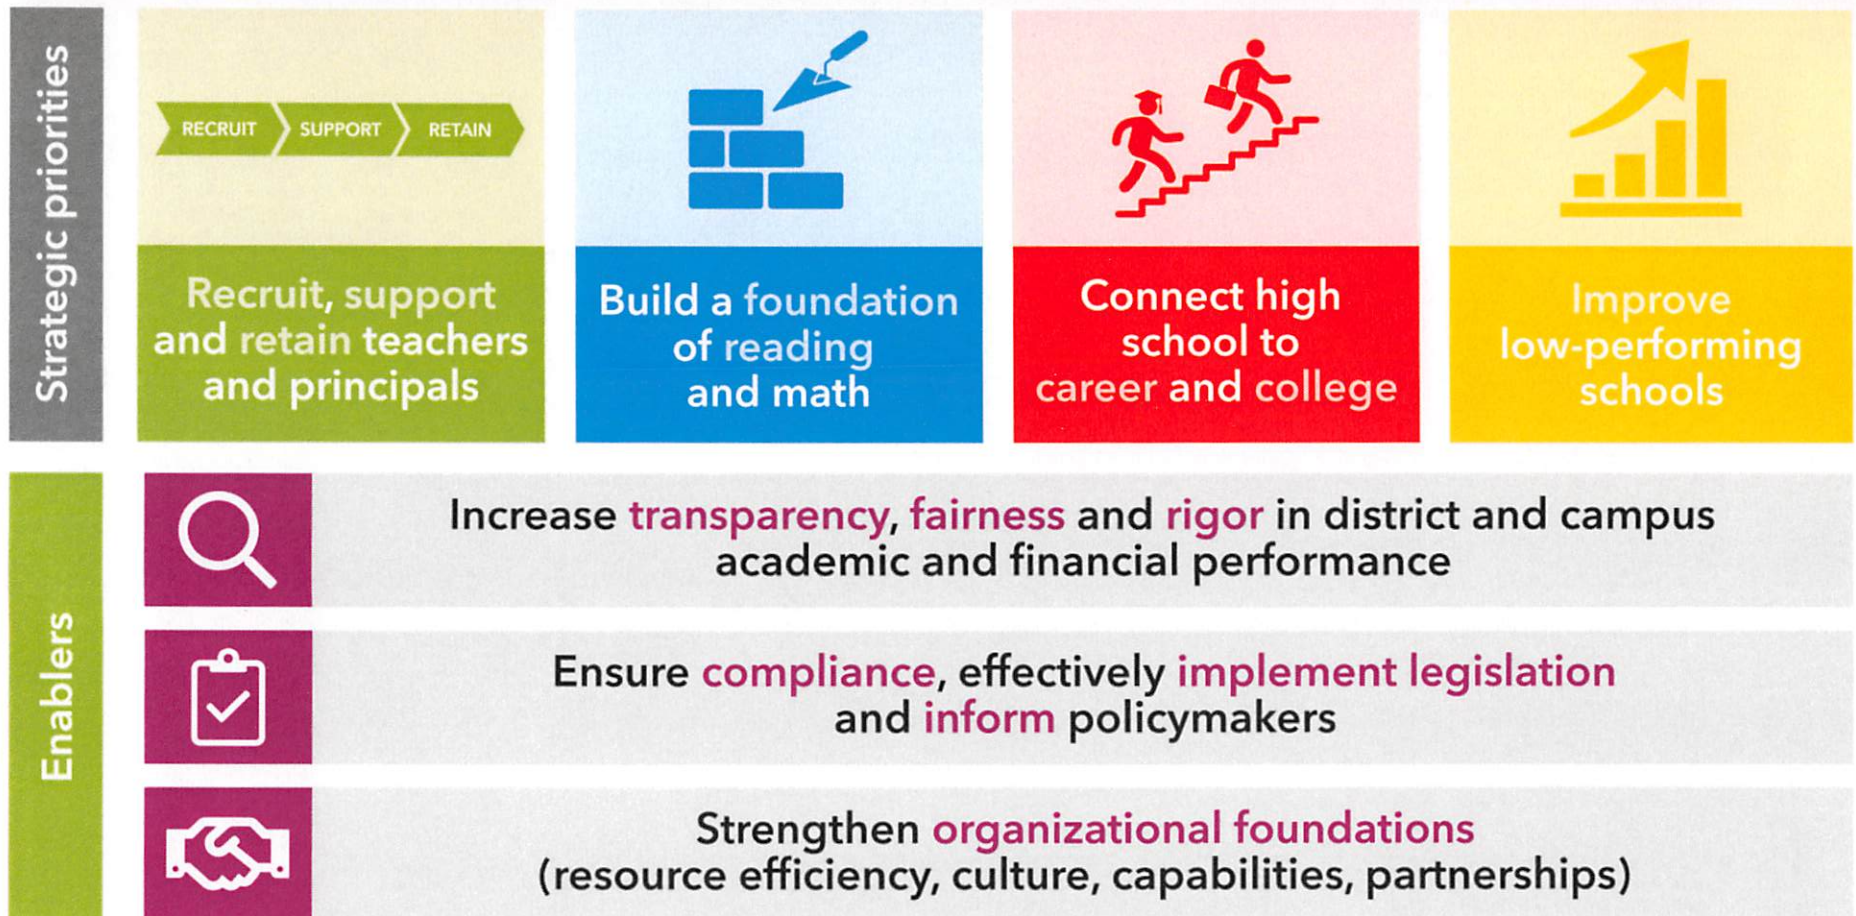 Strategic priorities
RECRUIT
SUPPORT
RETAIN
Recruit, support
and retain teachers
and principals
Build a foundation
of reading
and math
Connect high
school to
career and college
Improve
low-performing
schools
Enablers
Increase transparency, fairness and rigor in district and campus
academic and financial performance
Ensure compliance, effectively implement legislation
and inform policymakers
Strengthen organizational foundations
(resource efficiency, culture, capabilities, partnerships)